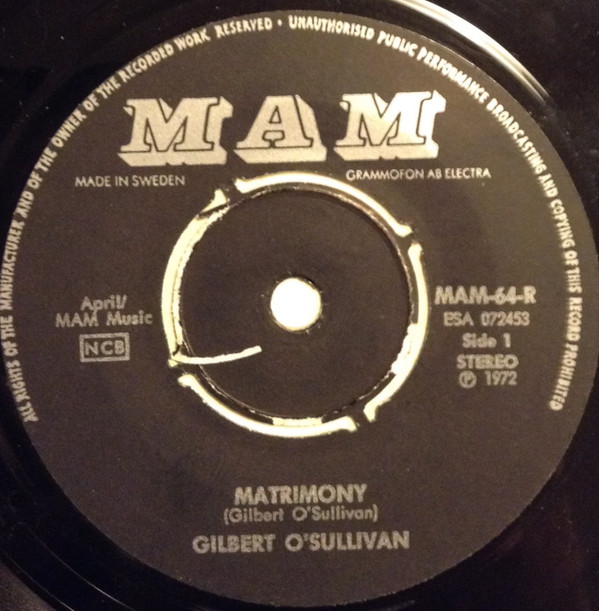 ALL RIGHTS OF THE MANUFACTURER AND OF THE OWNER OF THE RECORDED WORK RESERVED • UNAUTHORISED PUBLIC PERFORMANCE BROADCASTING AND COPYING OF THIS RECORD PROHIBITED
MAM
MADE IN SWEDEN
GRAMMOFON AB ELECTRA
April/
MAM Music
NCB
MAM-64-R
ESA 072453
Side 1
STEREO
℗ 1972
MATRIMONY
(Gilbert O'Sullivan)
GILBERT O'SULLIVAN